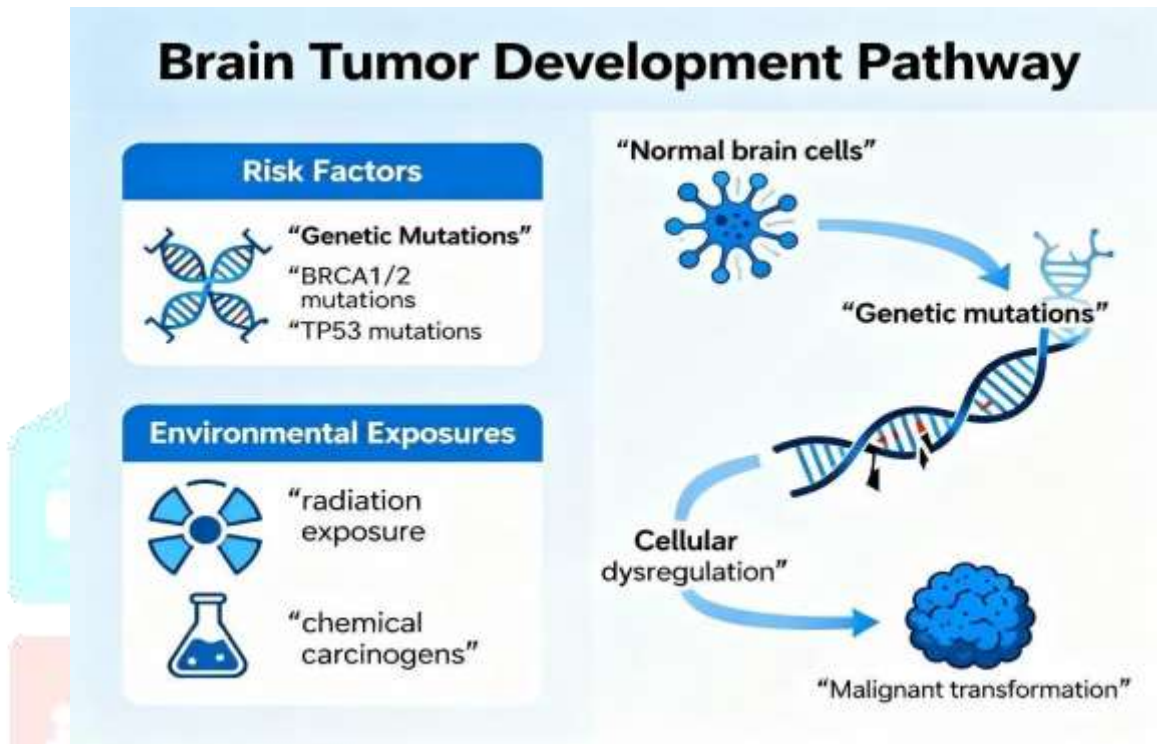 Brain Tumor Development Pathway
Risk Factors
“Genetic Mutations”
“BRCA1/2
mutations
“TP53 mutations
Environmental Exposures
“radiation
exposure
“chemical
carcinogens”
“Normal brain cells”
“Genetic mutations”
Cellular
dysregulation”
“Malignant transformation”